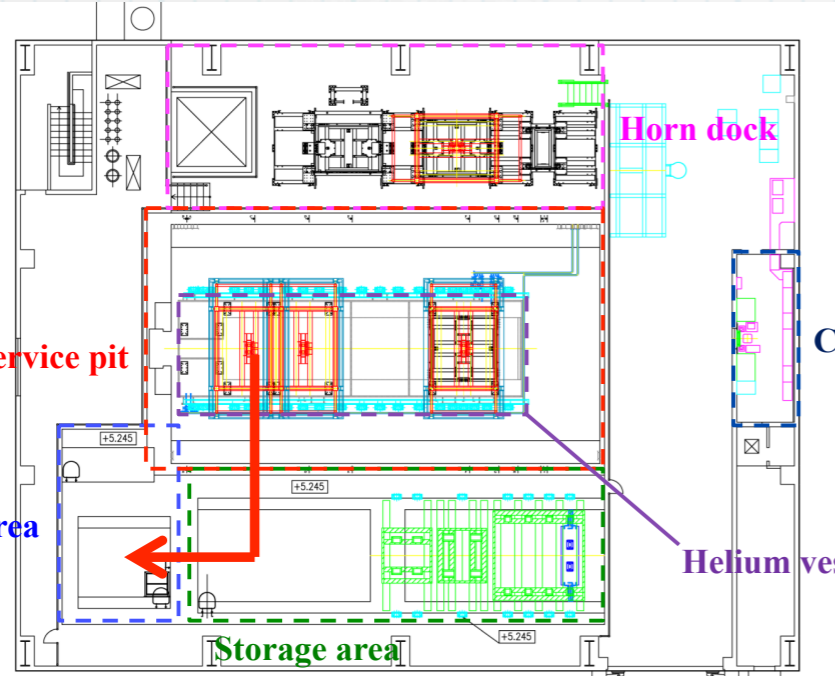 Horn dock
ervice pit
C
+5.245
+5.245
rea
Helium ves
+5.245
Storage area